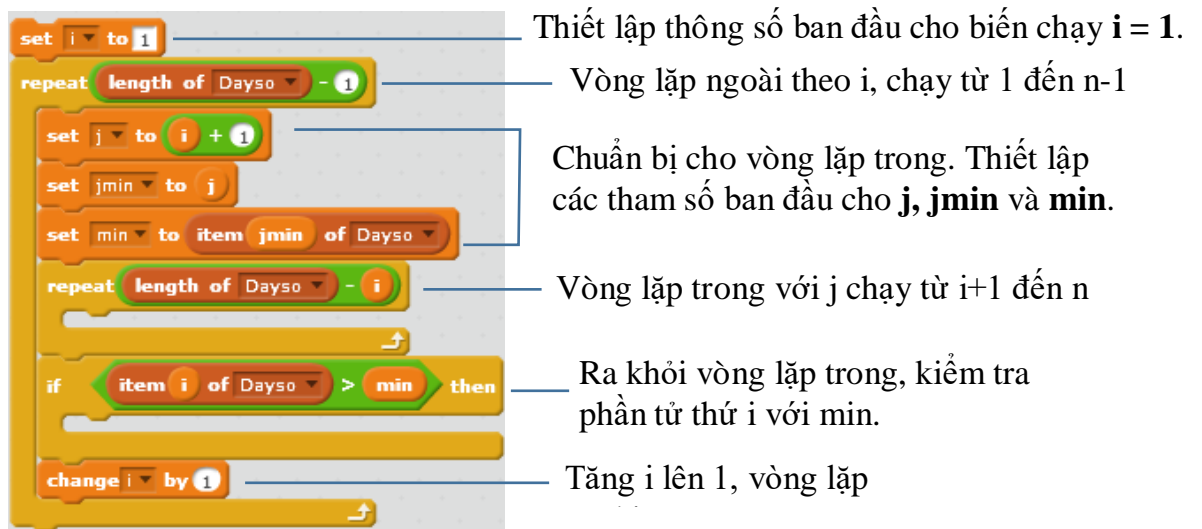 set i to 1
Thiết lập thông số ban đầu cho biến chạy i = 1.
repeat length of Dayso - 1
Vòng lặp ngoài theo i, chạy từ 1 đến n-1
set j to i + 1
set jmin to j
set min to item jmin of Dayso
Chuẩn bị cho vòng lặp trong. Thiết lập
các tham số ban đầu cho j, jmin và min.
repeat length of Dayso - i
Vòng lặp trong với j chạy từ i+1 đến n
if item i of Dayso > min then
Ra khỏi vòng lặp trong, kiểm tra
phần tử thứ i với min.
change i by 1
Tăng i lên 1, vòng lặp